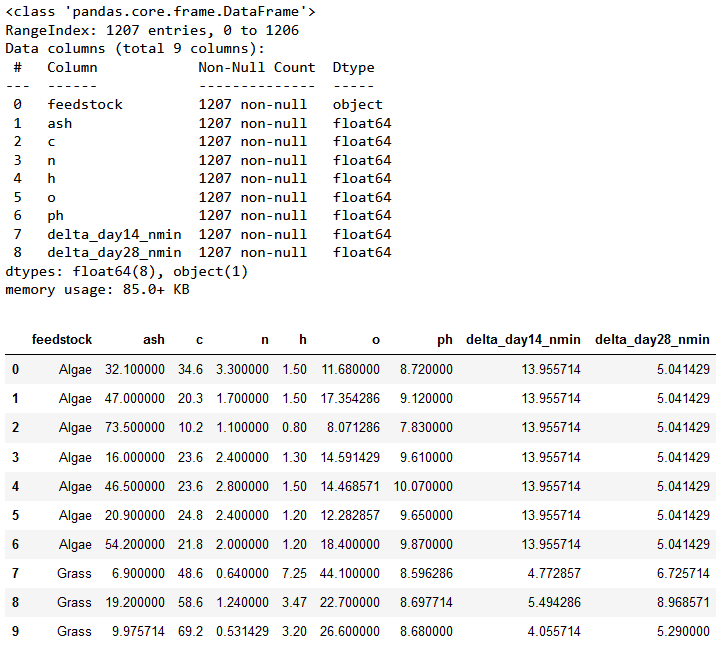 <class 'pandas.core.frame.DataFrame'>
RangeIndex: 1207 entries, 0 to 1206
Data columns (total 9 columns):
 #   Column           Non-Null Count  Dtype
---  ------           --------------  -----
 0   feedstock        1207 non-null   object
 1   ash              1207 non-null   float64
 2   c                1207 non-null   float64
 3   n                1207 non-null   float64
 4   h                1207 non-null   float64
 5   o                1207 non-null   float64
 6   ph               1207 non-null   float64
 7   delta_day14_nmin 1207 non-null   float64
 8   delta_day28_nmin 1207 non-null   float64
dtypes: float64(8), object(1)
memory usage: 85.0+ KB
feedstock ash c n h o ph delta_day14_nmin delta_day28_nmin
0 Algae 32.100000 34.6 3.300000 1.50 11.680000 8.720000 13.955714 5.041429
1 Algae 47.000000 20.3 1.700000 1.50 17.354286 9.120000 13.955714 5.041429
2 Algae 73.500000 10.2 1.100000 0.80 8.071286 7.830000 13.955714 5.041429
3 Algae 16.000000 23.6 2.400000 1.30 14.591429 9.610000 13.955714 5.041429
4 Algae 46.500000 23.6 2.800000 1.50 14.468571 10.070000 13.955714 5.041429
5 Algae 20.900000 24.8 2.400000 1.20 12.282857 9.650000 13.955714 5.041429
6 Algae 54.200000 21.8 2.000000 1.20 18.400000 9.870000 13.955714 5.041429
7 Grass 6.900000 48.6 0.640000 7.25 44.100000 8.596286 4.772857 6.725714
8 Grass 19.200000 58.6 1.240000 3.47 22.700000 8.697714 5.494286 8.968571
9 Grass 9.975714 69.2 0.531429 3.20 26.600000 8.680000 4.055714 5.290000